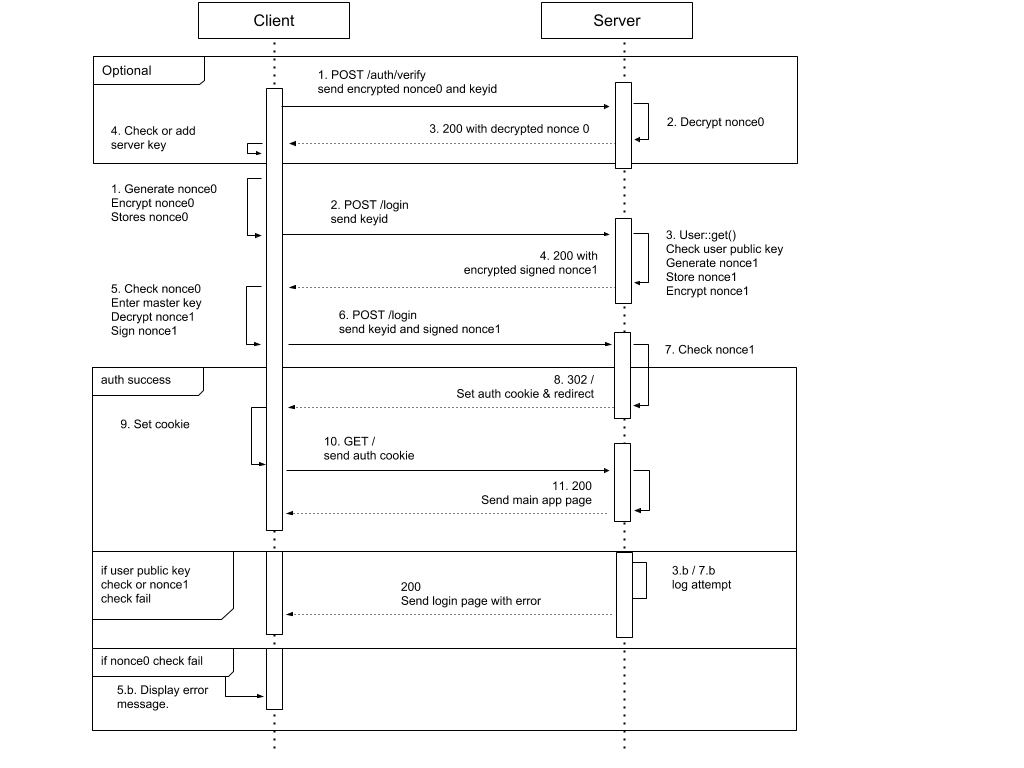 Client
Server
Optional
1. POST /auth/verify
send encrypted nonce0 and keyid
2. Decrypt nonce0
3. 200 with decrypted nonce 0
4. Check or add
server key
1. Generate nonce0
Encrypt nonce0
Stores nonce0
2. POST /login
send keyid
3. User::get()
Check user public key
Generate nonce1
Store nonce1
Encrypt nonce1
4. 200 with
encrypted signed nonce1
5. Check nonce0
Enter master key
Decrypt nonce1
Sign nonce1
6. POST /login
send keyid and signed nonce1
7. Check nonce1
auth success
8. 302 /
Set auth cookie & redirect
9. Set cookie
10. GET /
send auth cookie
11. 200
Send main app page
if user public key
check or nonce1
check fail
3.b / 7.b
log attempt
200
Send login page with error
if nonce0 check fail
5.b. Display error
message.